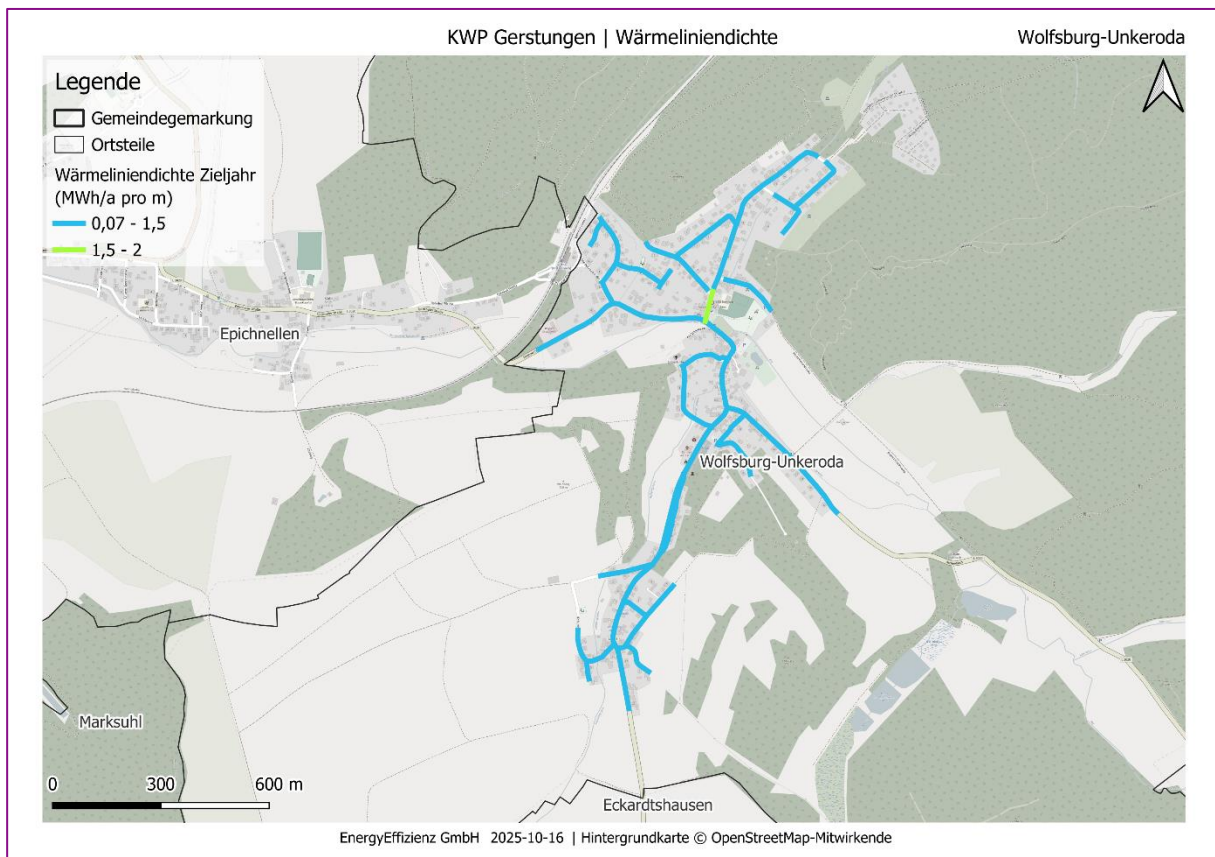 KWP Gerstungen | Wärmeliniendichte
Wolfsburg-Unkeroda
Legende
Gemeindegemarkung
Ortsteile
Wärmeliniendichte Zieljahr
(MWh/a pro m)
0,07 - 1,5
1,5 - 2
Epichnellen
Wolfsburg-Unkeroda
Marksuhl
0 300 600 m
Eckardtshausen
EnergyEffizienz GmbH 2025-10-16 | Hintergrundkarte © OpenStreetMap-Mitwirkende